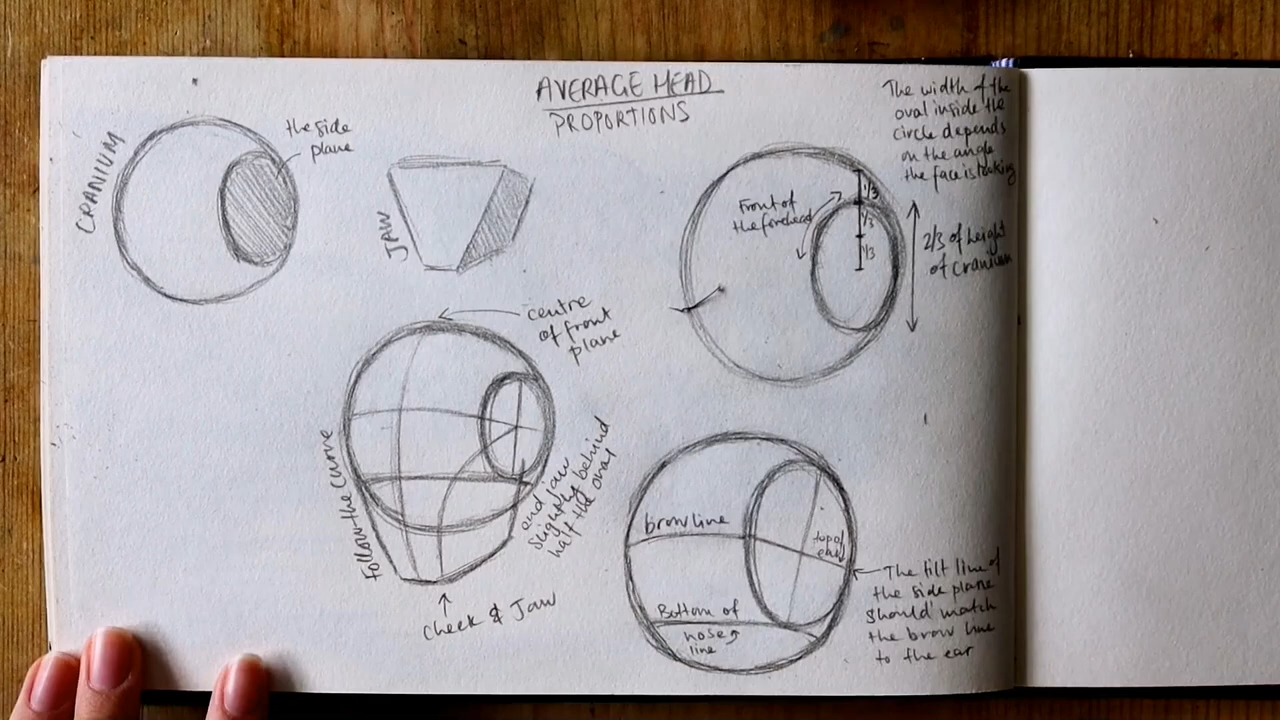 AVERAGE HEAD
PROPORTIONS
CRANIUM
the side
plane
JAW
Front of
the forehead
1/3
1/3
1/3
The width of the
oval inside the
circle depends
on the angle
the face is looking
2/3 of height
of cranium
centre
of front
plane
follow the curve
end jaw
slightly behind
half the oval
cheek & Jaw
brow line
top of
ear
Bottom of
nose
line
The tilt line of
the side plane
should match
the brow line
to the ear